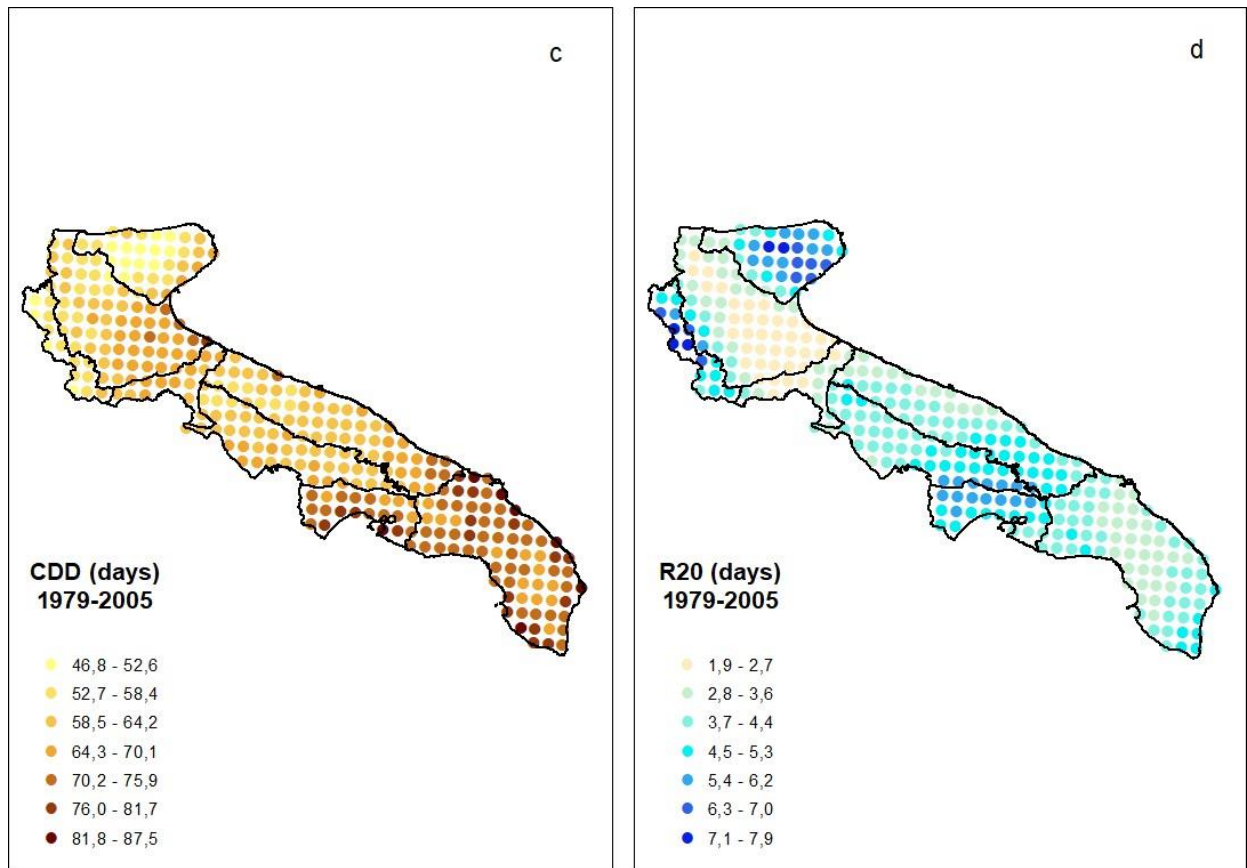 c
CDD (days)
1979-2005
46,8 - 52,6
52,7 - 58,4
58,5 - 64,2
64,3 - 70,1
70,2 - 75,9
76,0 - 81,7
81,8 - 87,5
d
R20 (days)
1979-2005
1,9 - 2,7
2,8 - 3,6
3,7 - 4,4
4,5 - 5,3
5,4 - 6,2
6,3 - 7,0
7,1 - 7,9